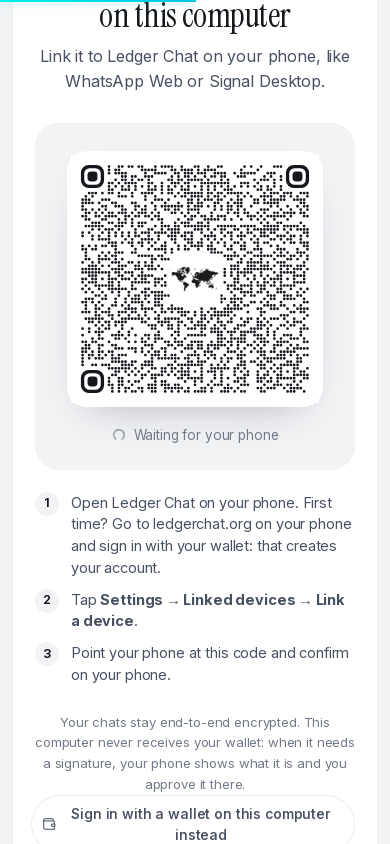 on this computer
Link it to Ledger Chat on your phone, like
WhatsApp Web or Signal Desktop.
Waiting for your phone
1 Open Ledger Chat on your phone. First
time? Go to ledgerchat.org on your phone
and sign in with your wallet: that creates
your account.
2 Tap Settings → Linked devices → Link
a device.
3 Point your phone at this code and confirm
on your phone.
Your chats stay end-to-end encrypted. This
computer never receives your wallet: when it needs
a signature, your phone shows what it is and you
approve it there.
Sign in with a wallet on this computer
instead